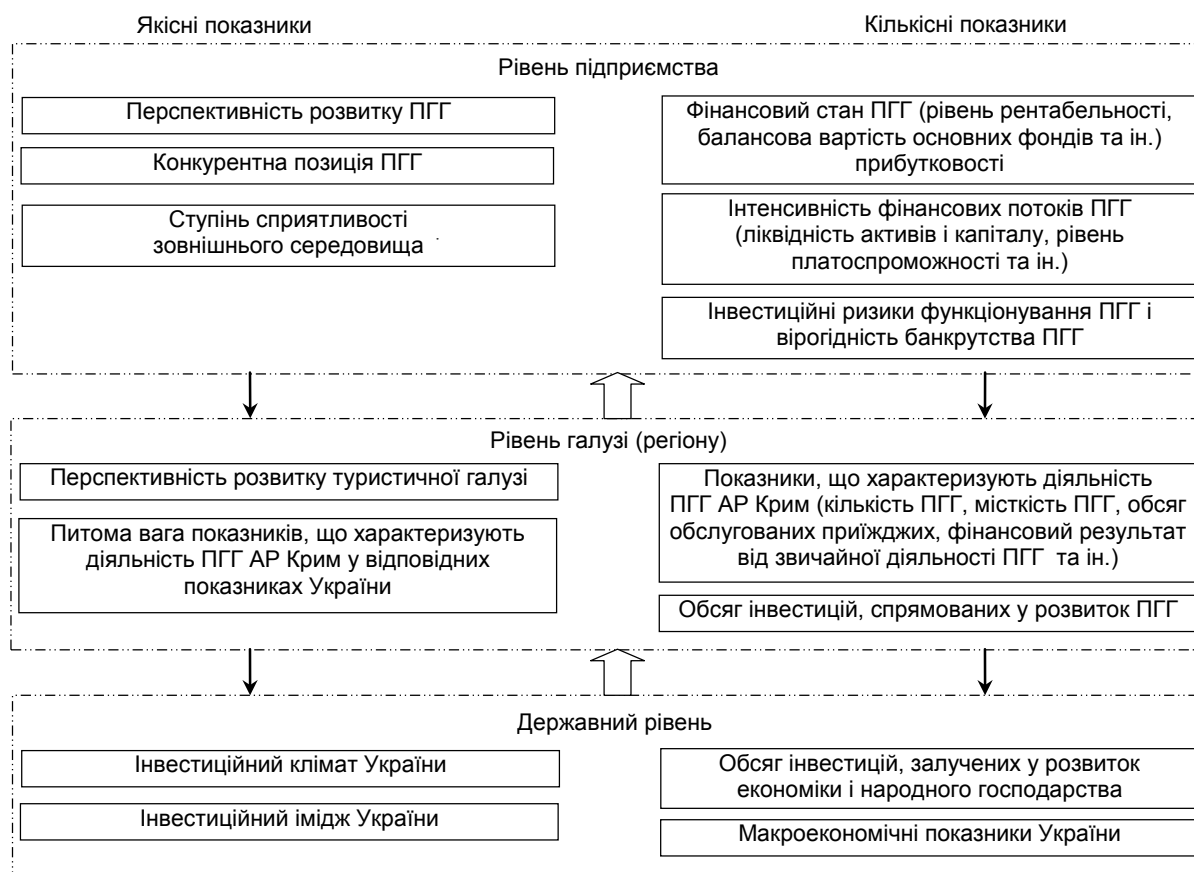 Якісні показники
Кількісні показники
Рівень підприємства
Перспективність розвитку ПГГ
Конкурентна позиція ПГГ
Ступінь сприятливості
зовнішнього середовища
Фінансовий стан ПГГ (рівень рентабельності,
балансова вартість основних фондів та ін.)
прибутковості
Інтенсивність фінансових потоків ПГГ
(ліквідність активів і капіталу, рівень
платоспроможності та ін.)
Інвестиційні ризики функціонування ПГГ і
вірогідність банкрутства ПГГ
Рівень галузі (регіону)
Перспективність розвитку туристичної галузі
Питома вага показників, що характеризують
діяльність ПГГ АР Крим у відповідних
показниках України
Показники, що характеризують діяльність
ПГГ АР Крим (кількість ПГГ, місткість ПГГ, обсяг
обслугованих приїжджих, фінансовий результат
від звичайної діяльності ПГГ та ін.)
Обсяг інвестицій, спрямованих у розвиток ПГГ
Державний рівень
Інвестиційний клімат України
Інвестиційний імідж України
Обсяг інвестицій, залучених у розвиток
економіки і народного господарства
Макроекономічні показники України